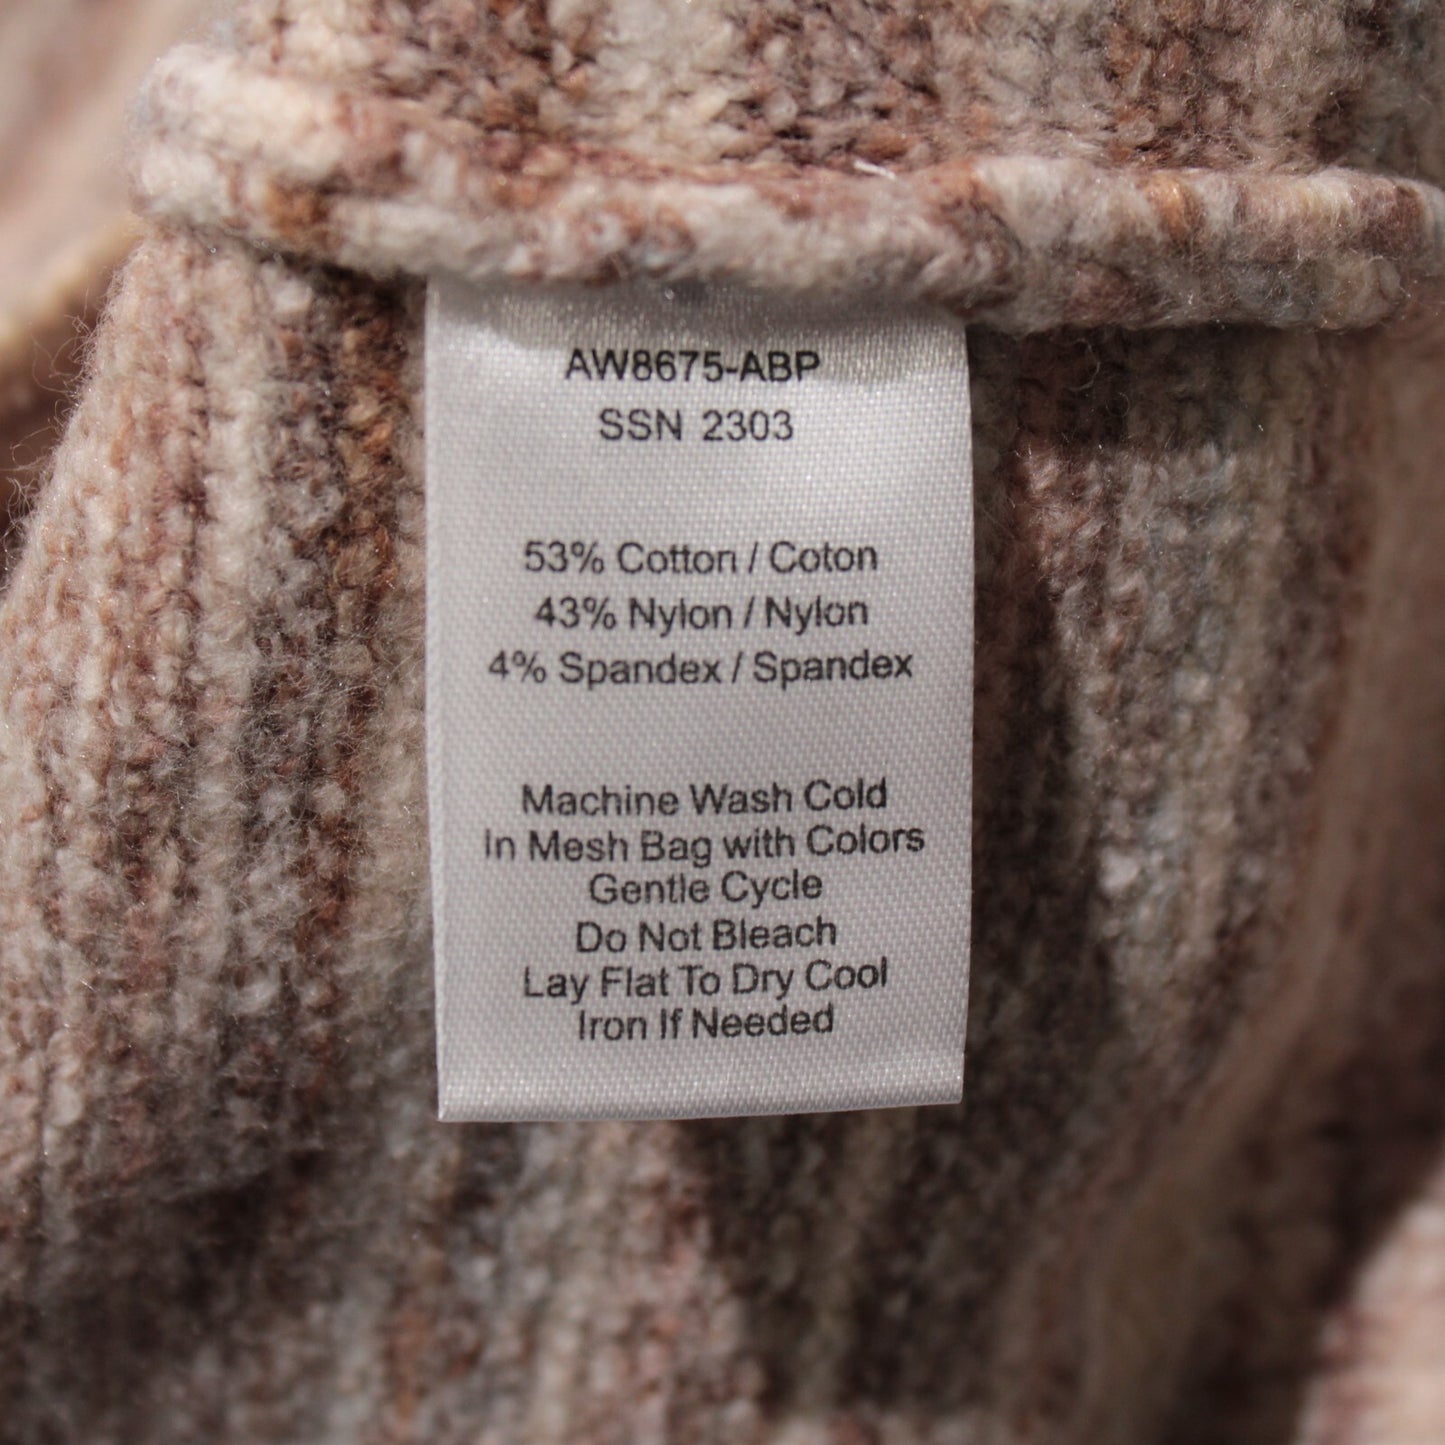 AW8675-ABP
SSN 2303
53% Cotton / Coton
43% Nylon / Nylon
4% Spandex / Spandex
Machine Wash Cold
In Mesh Bag with Colors
Gentle Cycle
Do Not Bleach
Lay Flat To Dry Cool
Iron If Needed